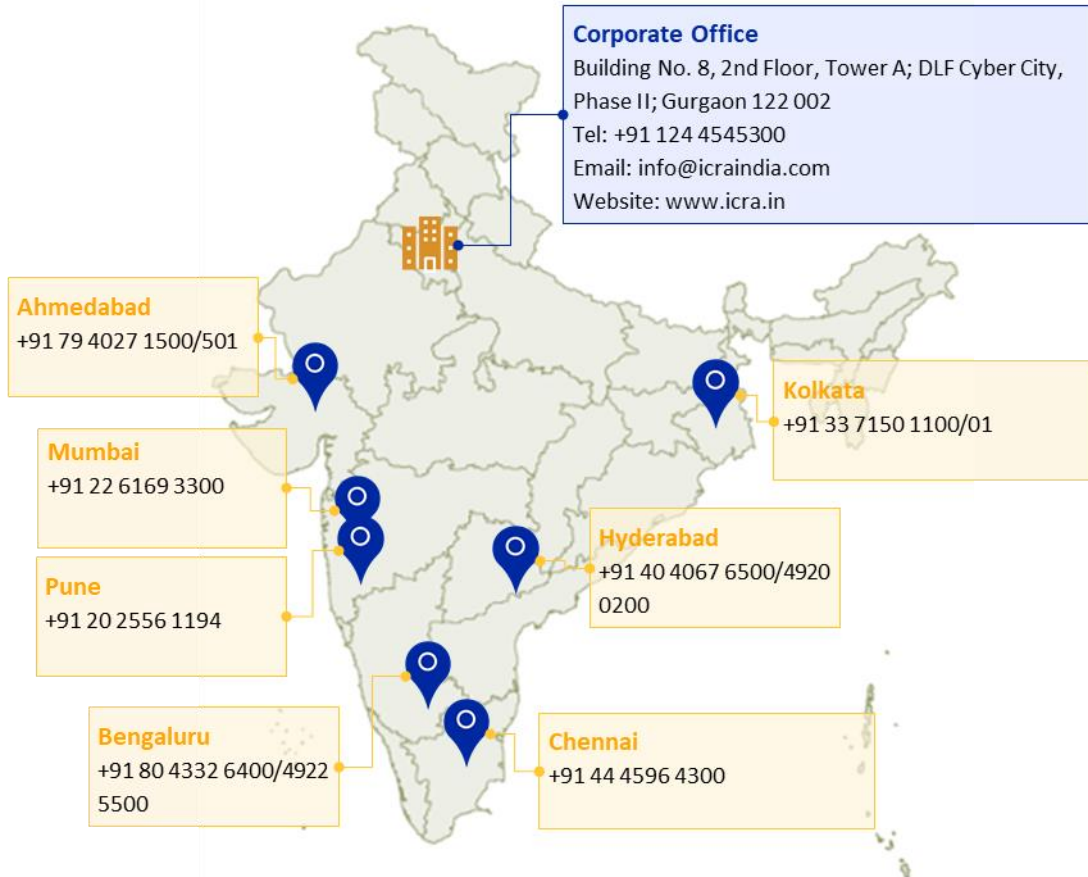 Corporate Office
Building No. 8, 2nd Floor, Tower A; DLF Cyber City,
Phase II; Gurgaon 122 002
Tel: +91 124 4545300
Email: info@icraindia.com
Website: www.icra.in
Ahmedabad
+91 79 4027 1500/501
Kolkata
+91 33 7150 1100/01
Mumbai
+91 22 6169 3300
Hyderabad
+91 40 4067 6500/4920
0200
Pune
+91 20 2556 1194
Bengaluru
+91 80 4332 6400/4922
5500
Chennai
+91 44 4596 4300